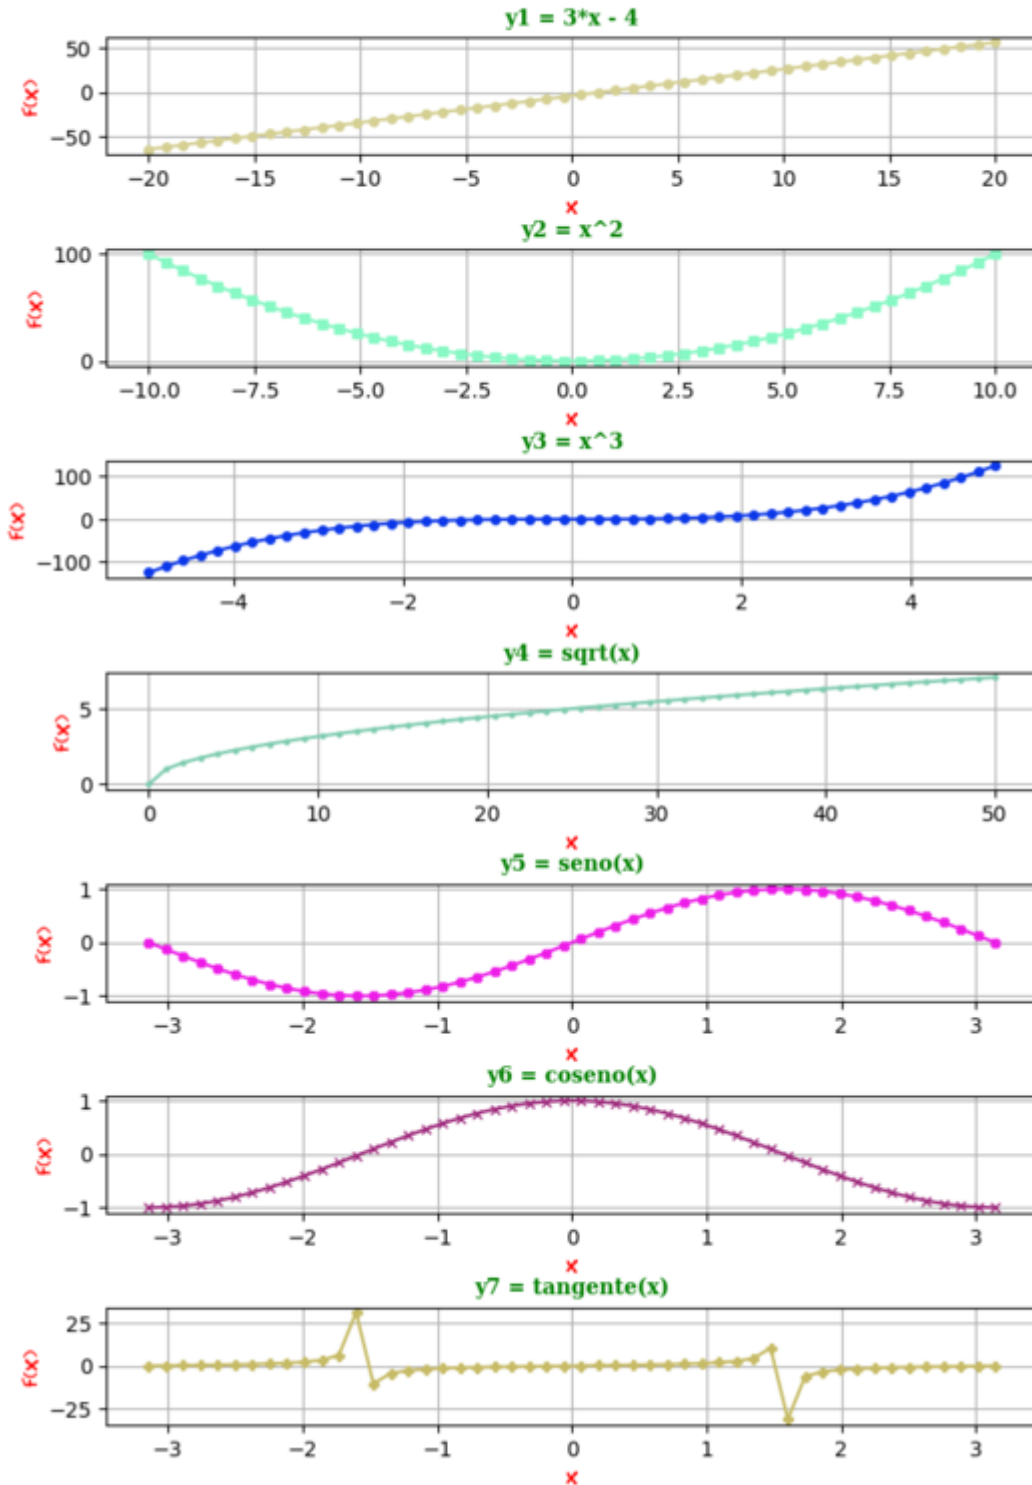 y1 = 3*x - 4
50
0
−50
f(x)
−20 −15 −10 −5 0 5 10 15 20
x
y2 = x^2
100
0
f(x)
−10.0 −7.5 −5.0 −2.5 0.0 2.5 5.0 7.5 10.0
x
y3 = x^3
100
0
−100
f(x)
−4 −2 0 2 4
x
y4 = sqrt(x)
5
0
f(x)
0 10 20 30 40 50
x
y5 = seno(x)
1
0
−1
f(x)
−3 −2 −1 0 1 2 3
x
y6 = coseno(x)
1
0
−1
f(x)
−3 −2 −1 0 1 2 3
x
y7 = tangente(x)
25
0
−25
f(x)
−3 −2 −1 0 1 2 3
x